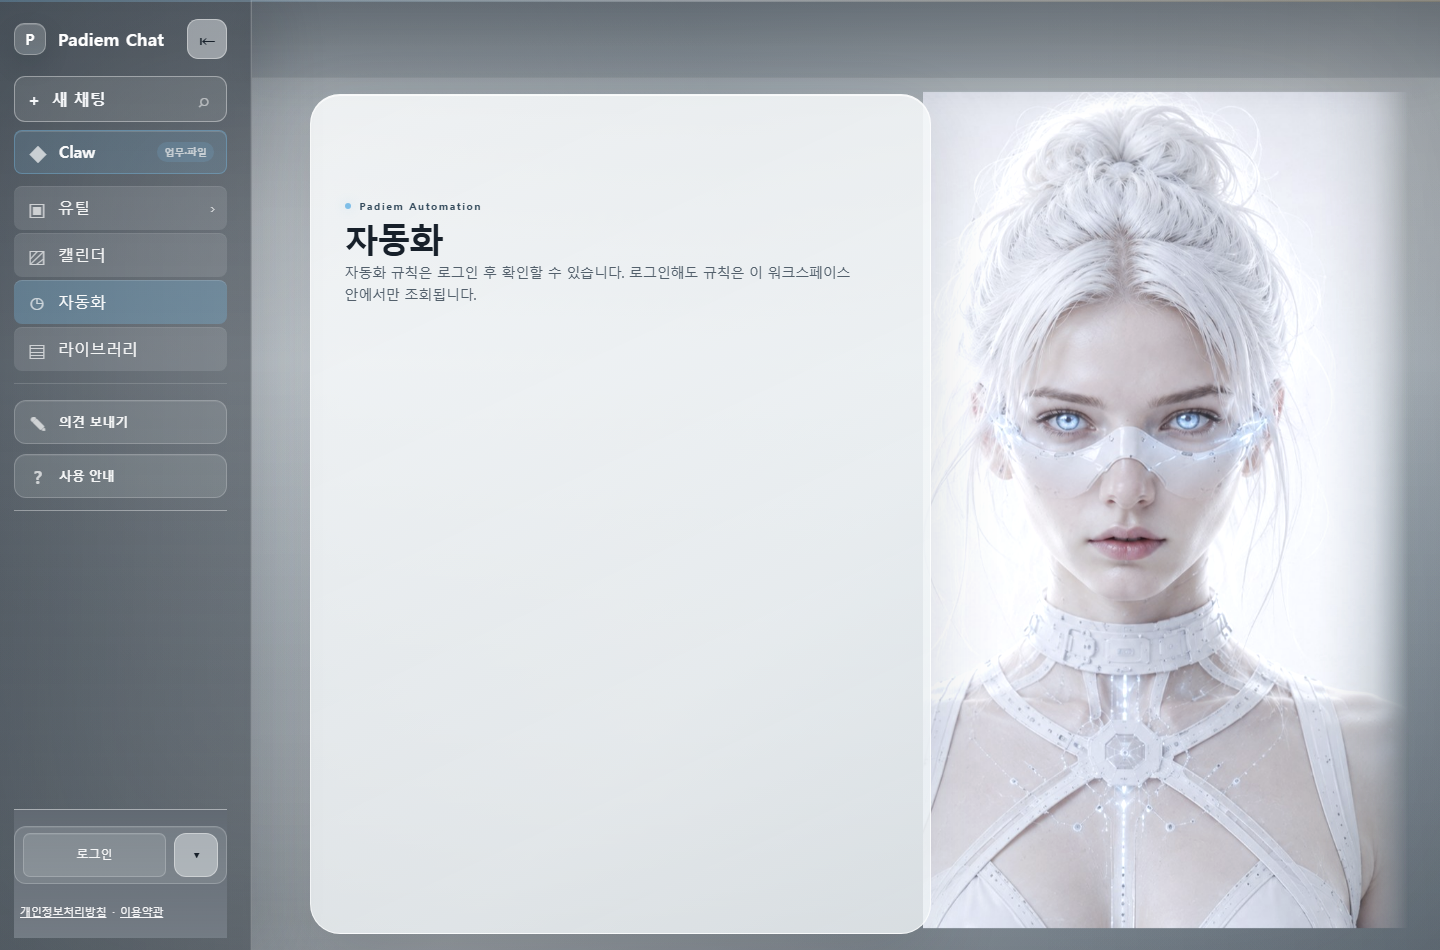 P Padiem Chat
+ 새 채팅
Claw 업무·파일
유틸
캘린더
자동화
라이브러리
의견 보내기
? 사용 안내
로그인
개인정보처리방침 · 이용약관
Padiem Automation
자동화
자동화 규칙은 로그인 후 확인할 수 있습니다. 로그인해도 규칙은 이 워크스페이스
안에서만 조회됩니다.